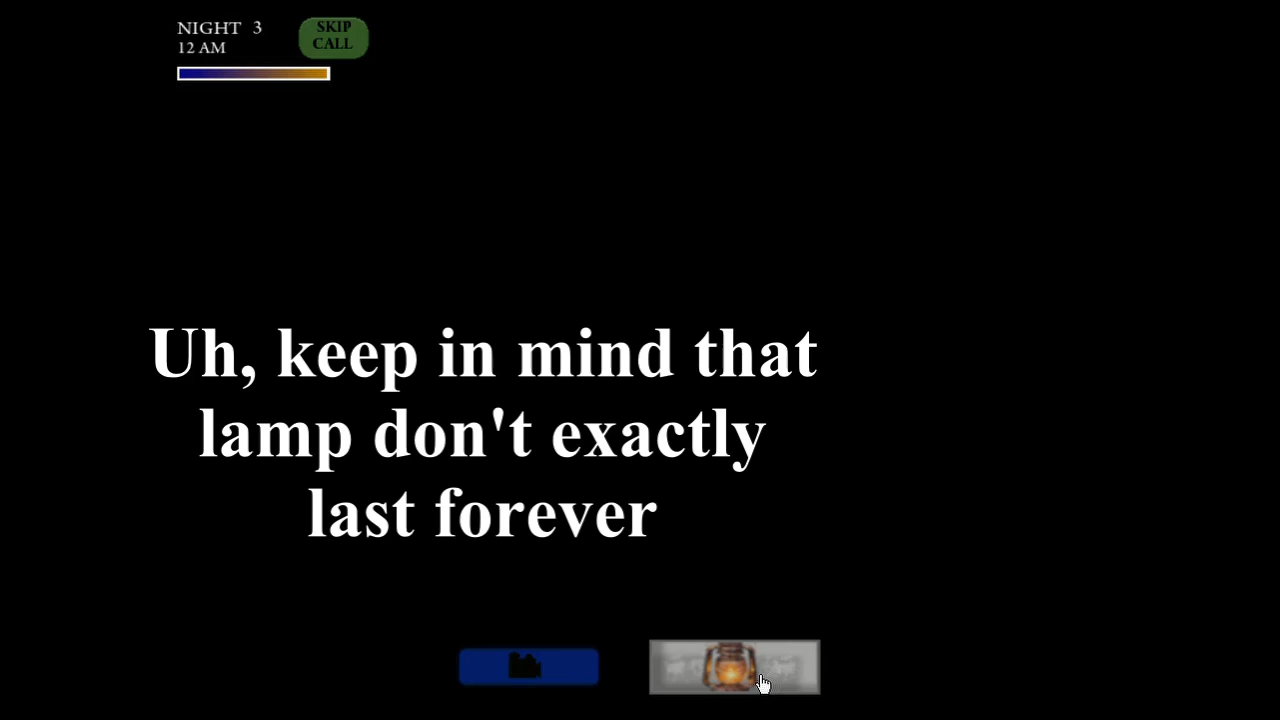 NIGHT 3
12 AM
SKIP
CALL
Uh, keep in mind that
lamp don't exactly
last forever